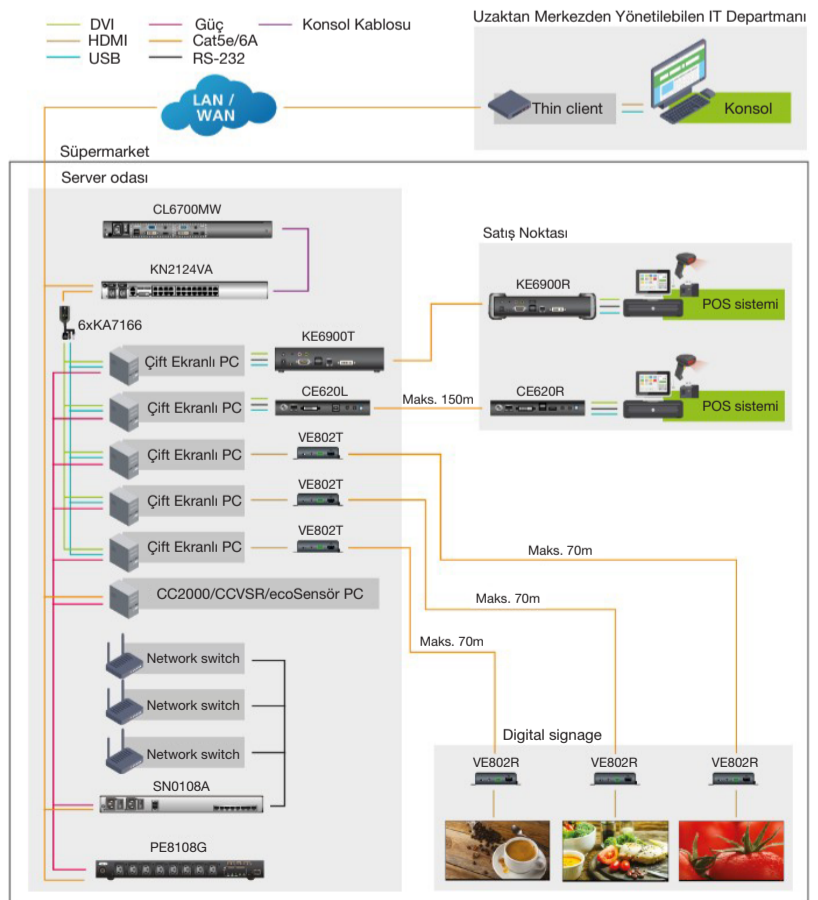 Uzaktan Merkezden Yönetilebilen IT Departmanı
DVI
Güç
Konsol Kablosu
HDMI
Cat5e/6A
USB
RS-232
LAN /
WAN
Thin client
Konsol
Süpermarket
Server odası
CL6700MW
KN2124VA
6xKA7166
Satış Noktası
KE6900R
POS sistemi
KE6900T
Çift Ekranlı PC
CE620L
Maks. 150m
CE620R
POS sistemi
Çift Ekranlı PC
VE802T
Çift Ekranlı PC
VE802T
Çift Ekranlı PC
VE802T
Çift Ekranlı PC
Maks. 70m
Maks. 70m
Maks. 70m
CC2000/CCVSR/ecoSensör PC
Network switch
Network switch
Network switch
SN0108A
PE8108G
Digital signage
VE802R
VE802R
VE802R